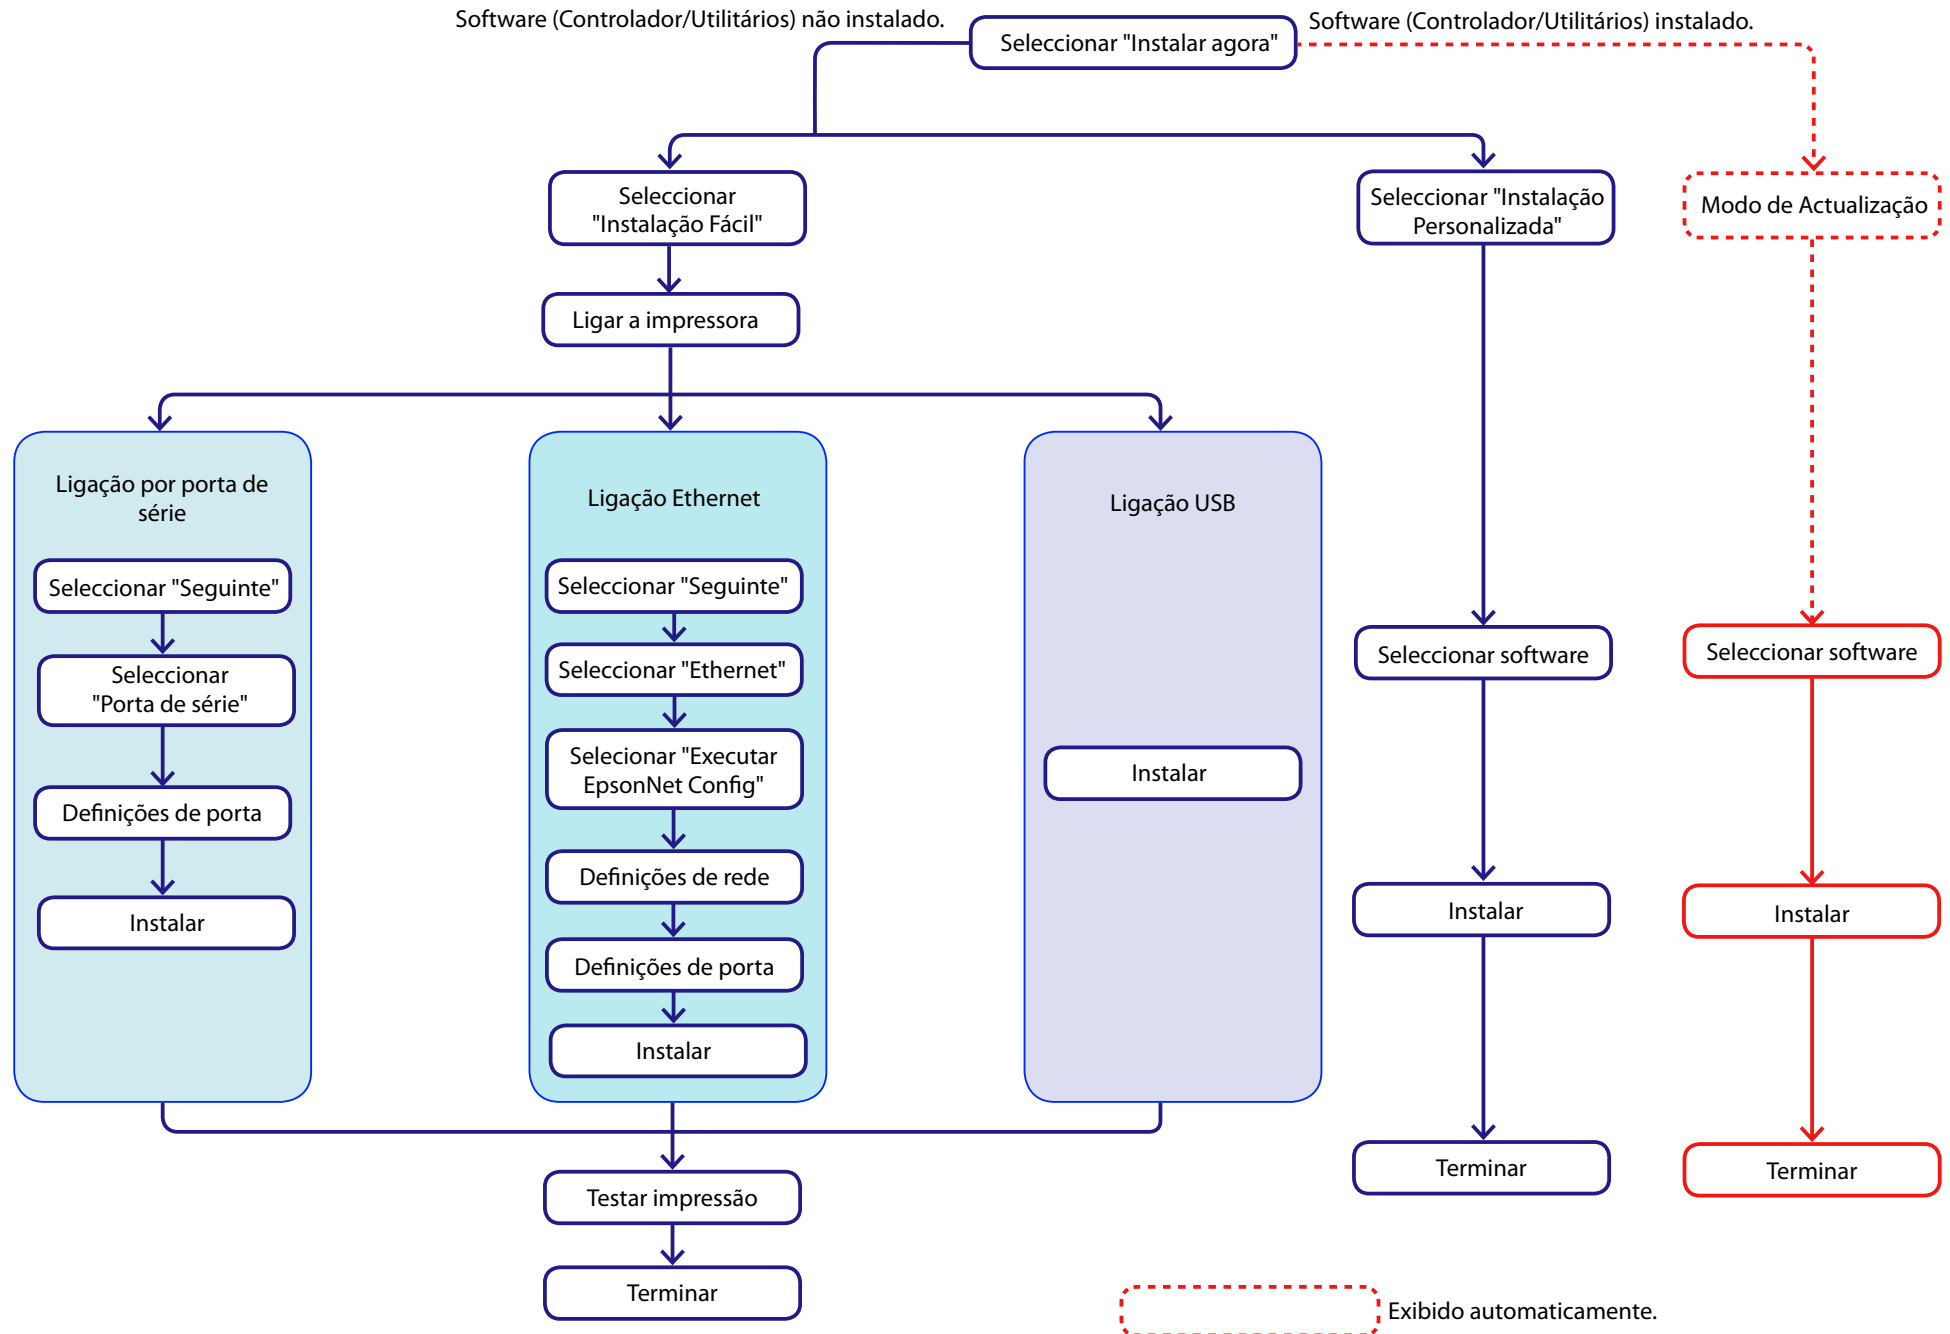 Software (Controlador/Utilitários) não instalado.
Software (Controlador/Utilitários) instalado.
Seleccionar "Instalar agora"
Seleccionar
"Instalação Fácil"
Seleccionar "Instalação
Personalizada"
Modo de Actualização
Ligar a impressora
Ligação por porta de
série
Seleccionar "Seguinte"
Seleccionar
"Porta de série"
Definições de porta
Instalar
Ligação Ethernet
Seleccionar "Seguinte"
Seleccionar "Ethernet"
Selecionar "Executar
EpsonNet Config"
Definições de rede
Definições de porta
Instalar
Ligação USB
Instalar
Seleccionar software
Instalar
Terminar
Seleccionar software
Instalar
Terminar
Testar impressão
Terminar
Exibido automaticamente.